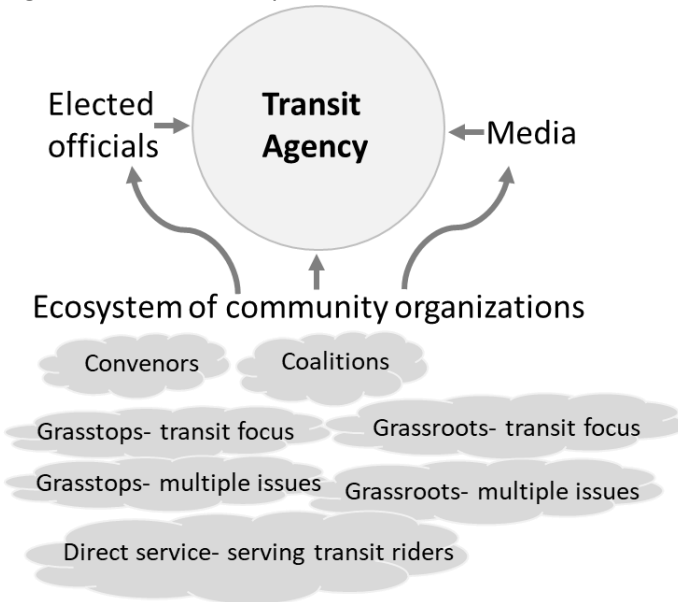 Elected
officials
Transit
Agency
Media
Ecosystem of community organizations
Convenors
Coalitions
Grasstops- transit focus
Grassroots- transit focus
Grasstops- multiple issues
Grassroots- multiple issues
Direct service- serving transit riders